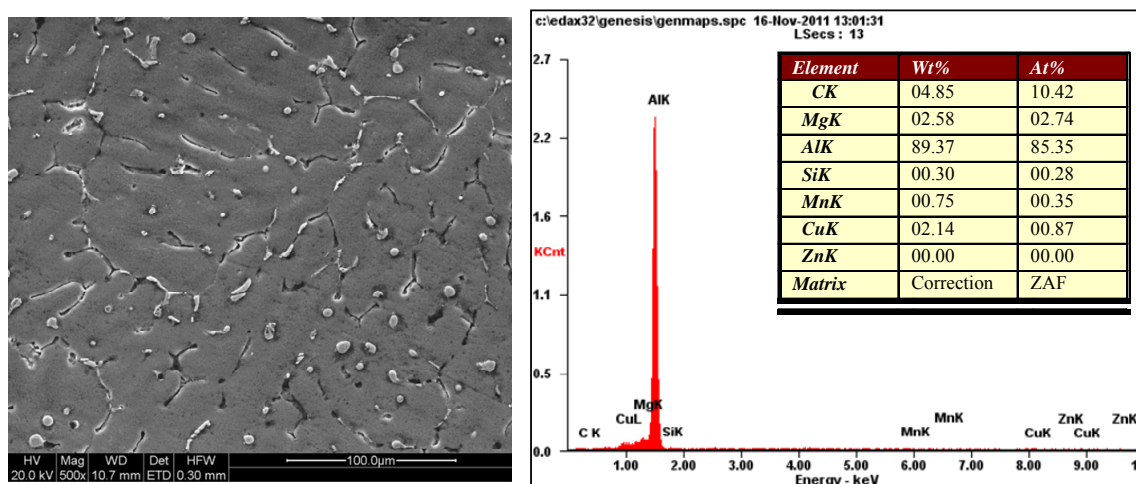 HV Mag WD Det HFW
20.0 kV 500x 10.7 mm ETD 0.30 mm
100.0µm
c:\edax32\genesis\genmaps.spc 16-Nov-2011 13:01:31
LSecs : 13
2.7
2.2
1.6
KCnt
1.1
0.5
0.0
AlK
C K
CuL
MgK
SiK
MnK
MnK
CuK
ZnK
CuK
ZnK
1.00 2.00 3.00 4.00 5.00 6.00 7.00 8.00 9.00 1
Energy - keV
Element Wt% At%
CK 04.85 10.42
MgK 02.58 02.74
AlK 89.37 85.35
SiK 00.30 00.28
MnK 00.75 00.35
CuK 02.14 00.87
ZnK 00.00 00.00
Matrix Correction ZAF